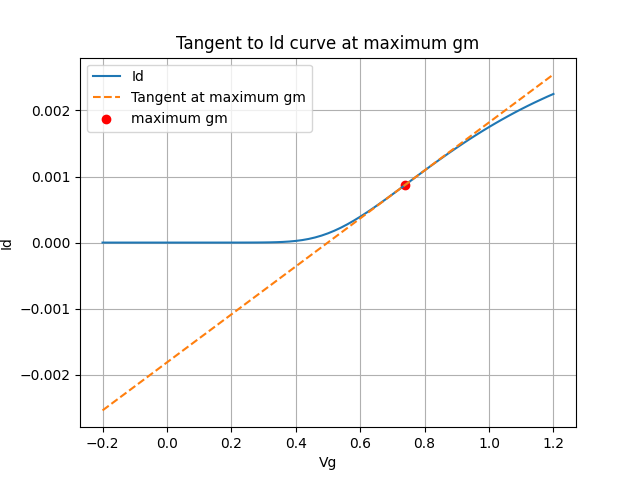 Tangent to Id curve at maximum gm
Id
Tangent at maximum gm
maximum gm
0.002
0.001
0.000
−0.001
−0.002
Id
−0.2 0.0 0.2 0.4 0.6 0.8 1.0 1.2
Vg